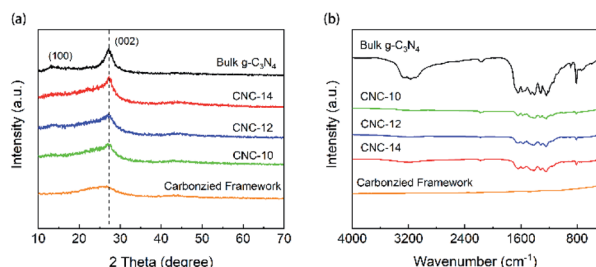 (a)
(100)
(002)
Bulk g-C₃N₄
CNC-14
CNC-12
CNC-10
Carbonzied Framework
Intensity (a.u.)
10 20 30 40 50 60 70
2 Theta (degree)
(b)
Bulk g-C₃N₄
CNC-10
CNC-12
CNC-14
Carbonzied Framework
Intensity (a.u.)
4000 3200 2400 1600 800
Wavenumber (cm⁻¹)